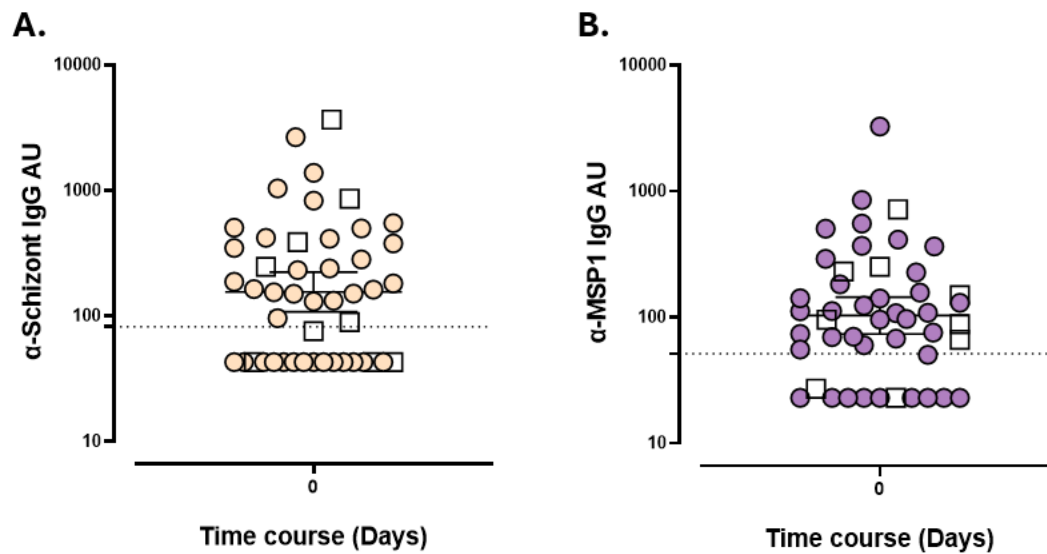 A.
10000
1000
100
10
α-Schizont IgG AU
0
Time course (Days)
B.
10000
1000
100
10
α-MSP1 IgG AU
0
Time course (Days)